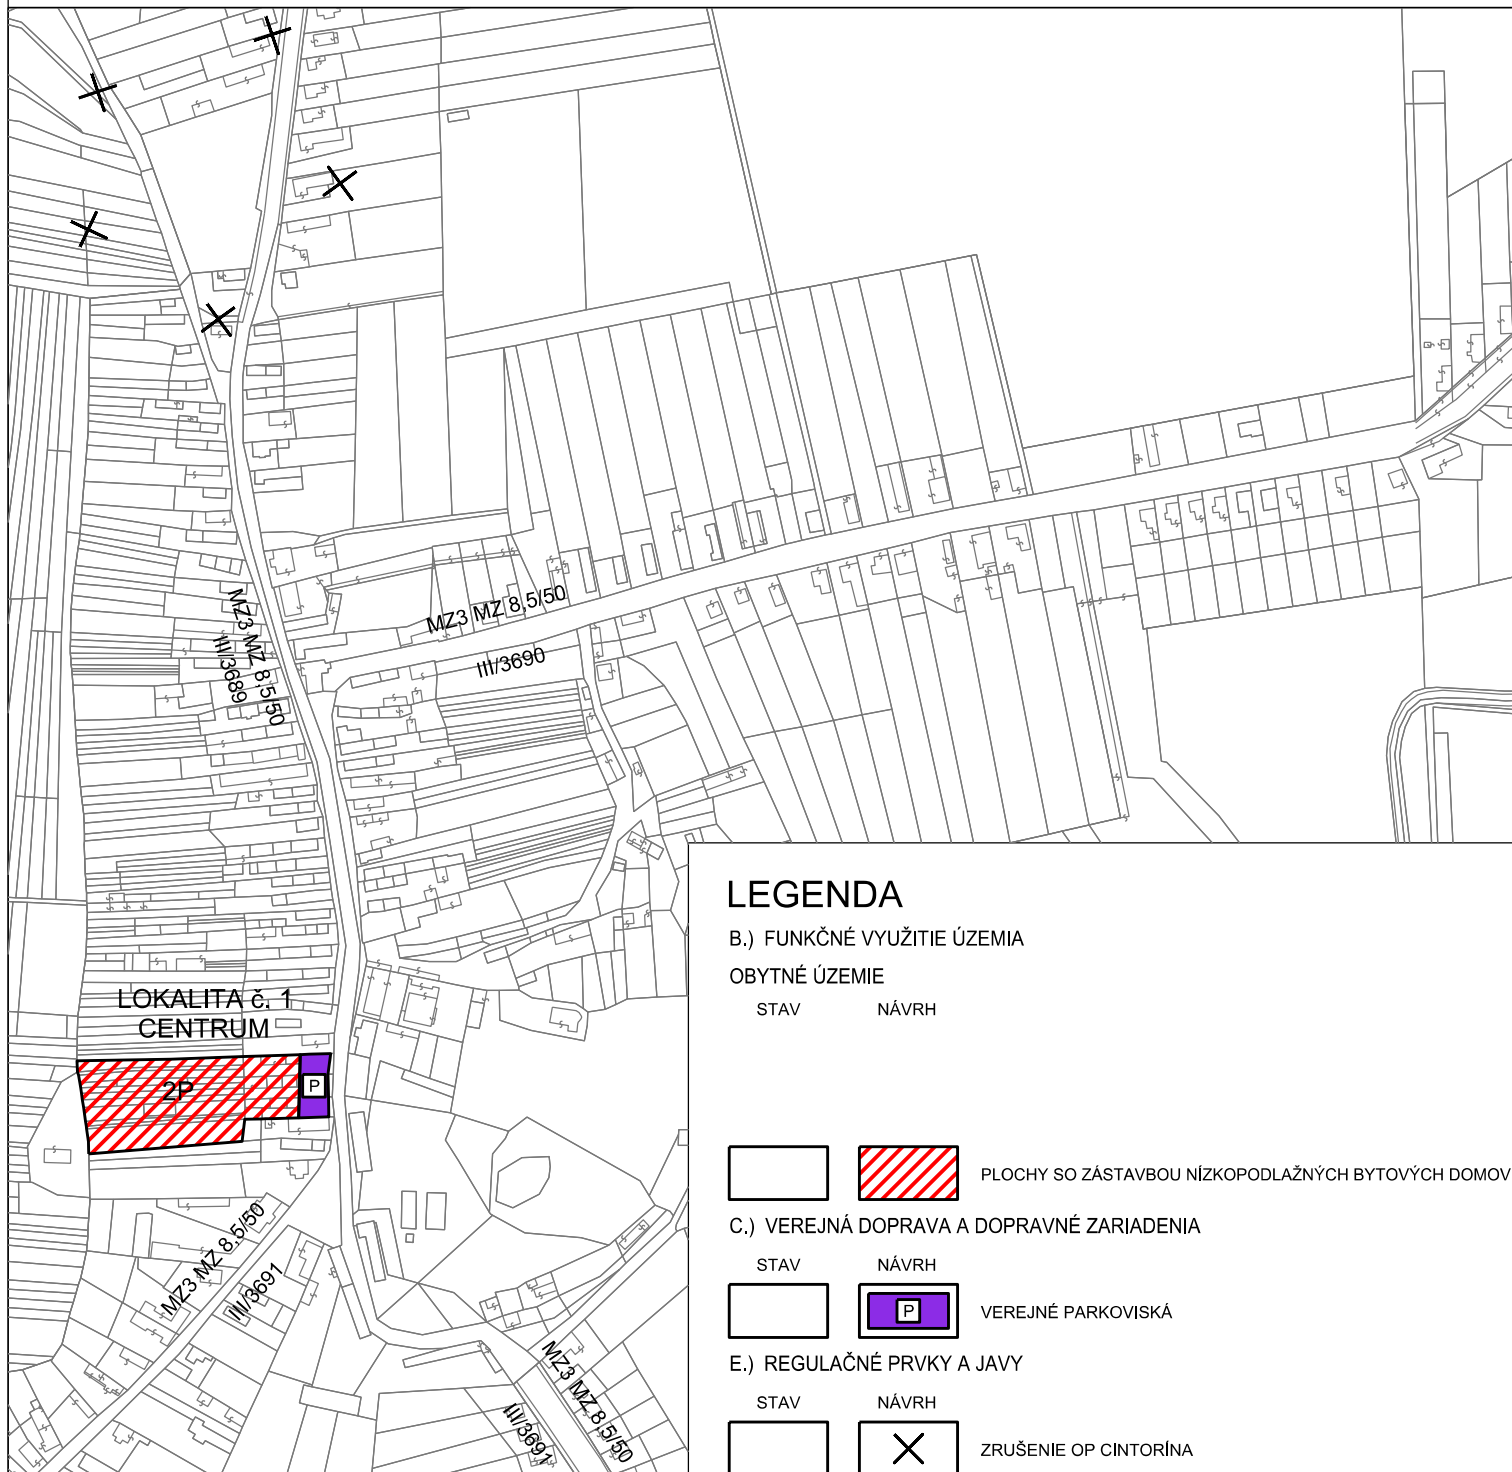 MZ3 MZ 8,5/50
III/3689
MZ3 MZ 8,5/50
III/3690
LOKALITA č. 1
CENTRUM
2P
P
MZ3 MZ 8,5/50
III/3691
MZ3 MZ 8,5/50
III/3691
LEGENDA
B.) FUNKČNÉ VYUŽITIE ÚZEMIA
OBYTNÉ ÚZEMIE
STAV NÁVRH
PLOCHY SO ZÁSTAVBOU NÍZKOPODLAŽNÝCH BYTOVÝCH DOMOV
C.) VEREJNÁ DOPRAVA A DOPRAVNÉ ZARIADENIA
STAV NÁVRH
P VEREJNÉ PARKOVISKÁ
E.) REGULAČNÉ PRVKY A JAVY
STAV NÁVRH
ZRUŠENIE OP CINTORÍNA